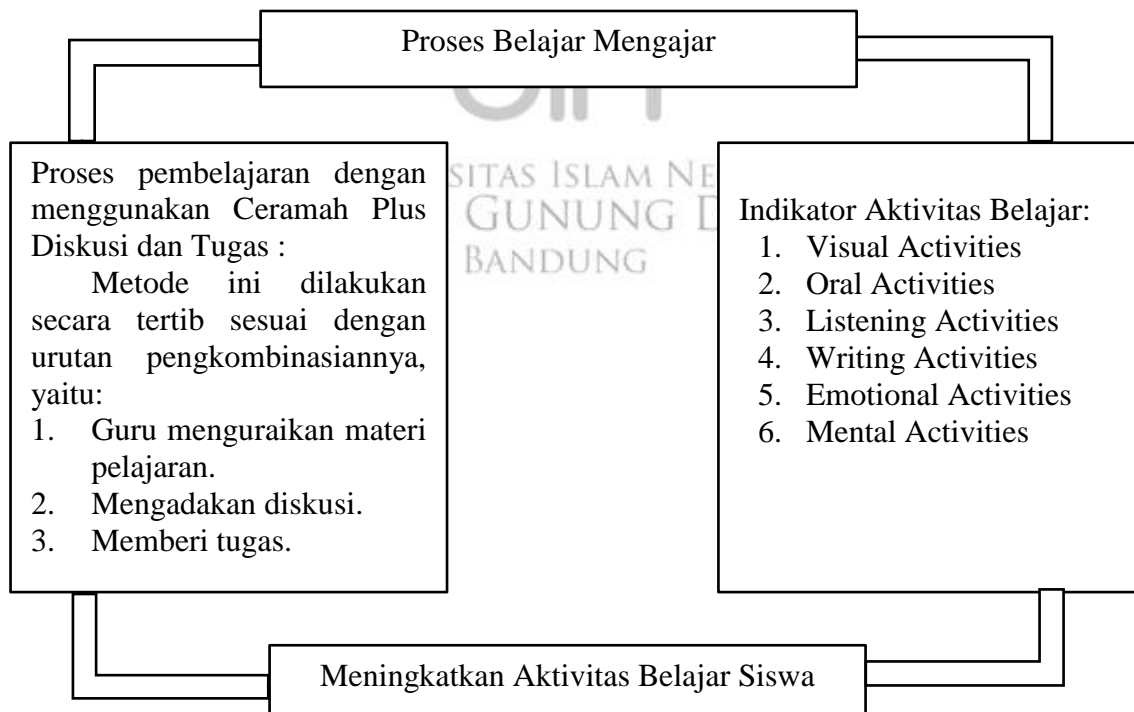 Proses Belajar Mengajar
Proses pembelajaran dengan
menggunakan Ceramah Plus
Diskusi dan Tugas :
Metode ini dilakukan
secara tertib sesuai dengan
urutan pengkombinasiannya,
yaitu:
1. Guru menguraikan materi
pelajaran.
2. Mengadakan diskusi.
3. Memberi tugas.
SITAS ISLAM NE
GUNUNG D
BANDUNG
Indikator Aktivitas Belajar:
1. Visual Activities
2. Oral Activities
3. Listening Activities
4. Writing Activities
5. Emotional Activities
6. Mental Activities
Meningkatkan Aktivitas Belajar Siswa